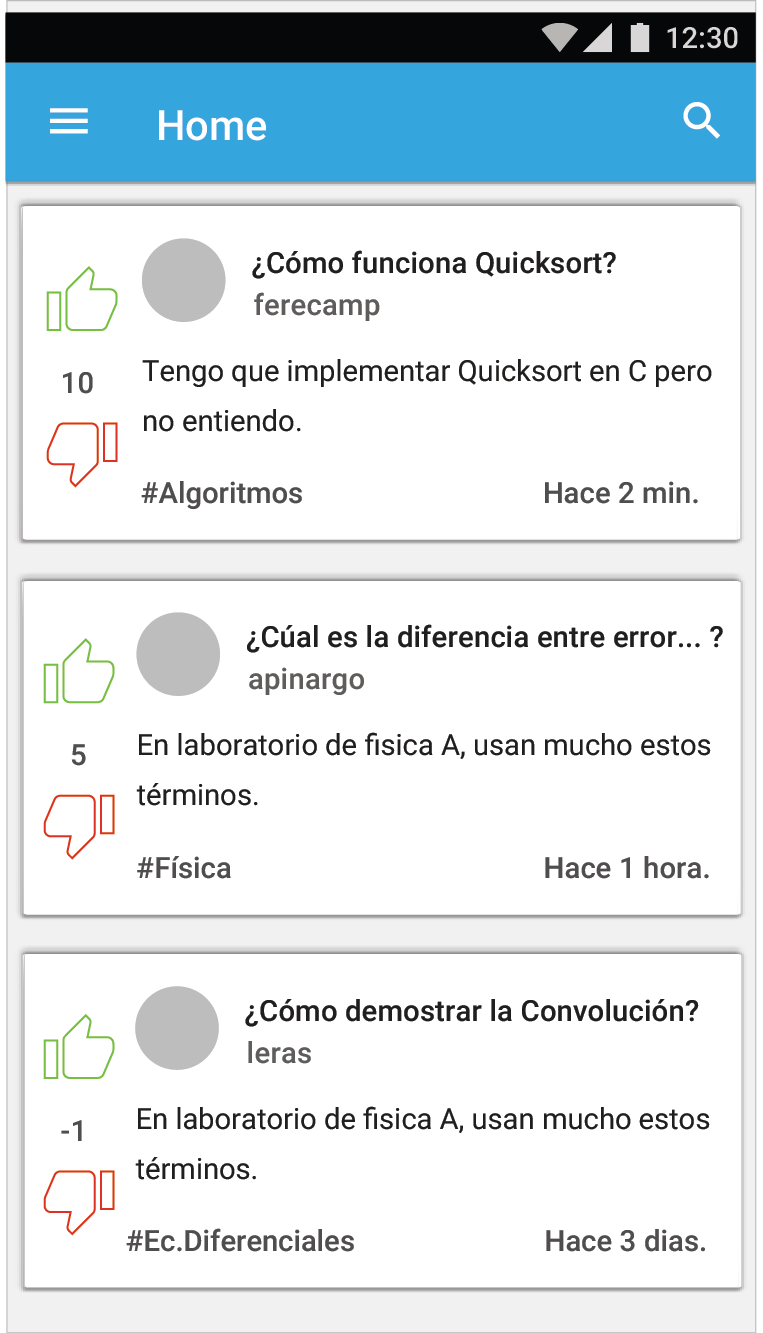 12:30
Home
¿Cómo funciona Quicksort?
ferecamp
10
Tengo que implementar Quicksort en C pero
no entiendo.
#Algoritmos
Hace 2 min.
¿Cúal es la diferencia entre error... ?
apinargo
5
En laboratorio de fisica A, usan mucho estos
términos.
#Física
Hace 1 hora.
¿Cómo demostrar la Convolución?
leras
-1
En laboratorio de fisica A, usan mucho estos
términos.
#Ec.Diferenciales
Hace 3 dias.